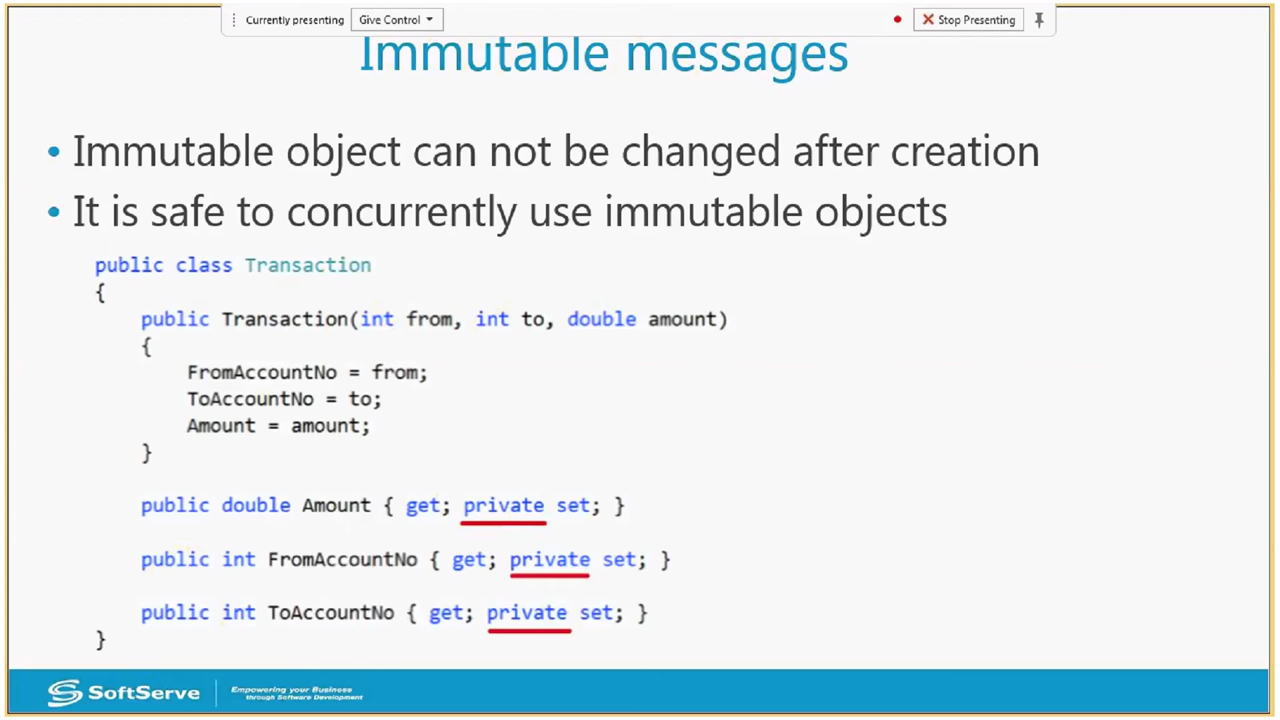 Currently presenting Give Control Stop Presenting
Immutable messages
• Immutable object can not be changed after creation
• It is safe to concurrently use immutable objects
public class Transaction
{
public Transaction(int from, int to, double amount)
{
FromAccountNo = from;
ToAccountNo = to;
Amount = amount;
}
public double Amount { get; private set; }
public int FromAccountNo { get; private set; }
public int ToAccountNo { get; private set; }
}
SoftServe
Empowering your Business
through Software Development